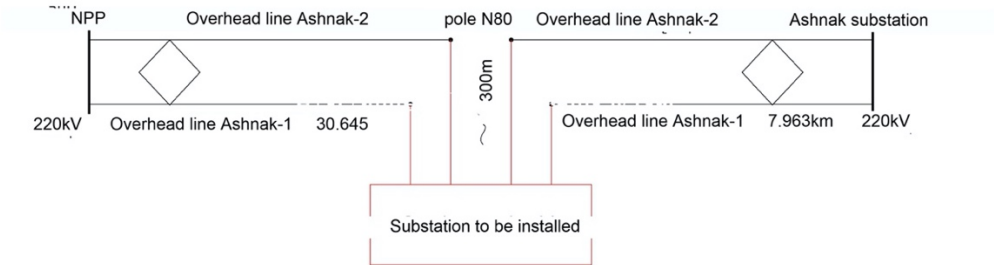 NPP
Overhead line Ashnak-2
pole N80
Overhead line Ashnak-2
Ashnak substation
300m
220kV
Overhead line Ashnak-1
30.645
Overhead line Ashnak-1
7.963km
220kV
Substation to be installed